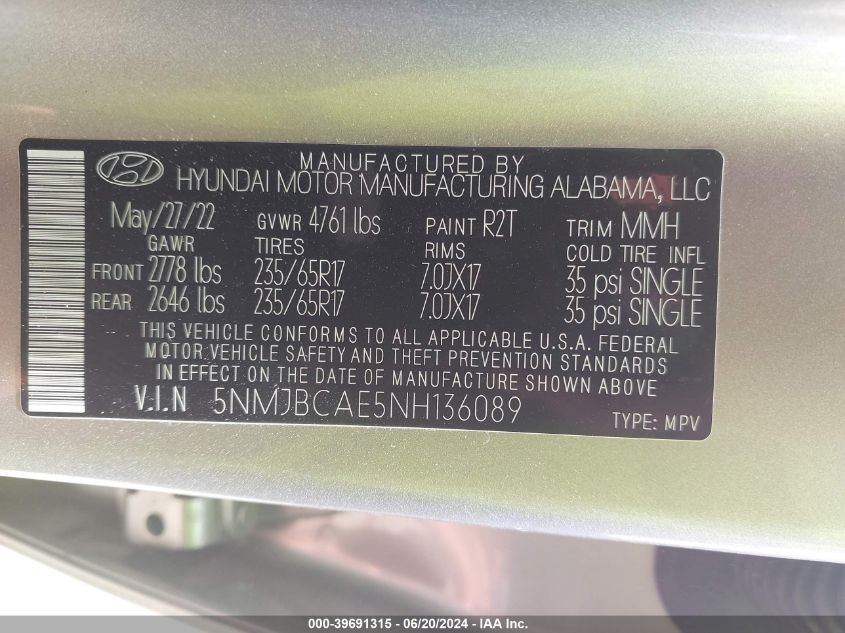 MANUFACTURED BY
HYUNDAI MOTOR MANUFACTURING ALABAMA, LLC
May/27/22 GVWR 4761 lbs PAINT R2T TRIM MMH
GAWR TIRES RIMS COLD TIRE INFL
FRONT 2778 lbs 235/65R17 7.0JX17 35 psi SINGLE
REAR 2646 lbs 235/65R17 7.0JX17 35 psi SINGLE
THIS VEHICLE CONFORMS TO ALL APPLICABLE U.S.A. FEDERAL
MOTOR VEHICLE SAFETY AND THEFT PREVENTION STANDARDS
IN EFFECT ON THE DATE OF MANUFACTURE SHOWN ABOVE
V.I.N 5NMJBCAE5NH136089 TYPE: MPV
000-39691315 - 06/20/2024 - IAA Inc.